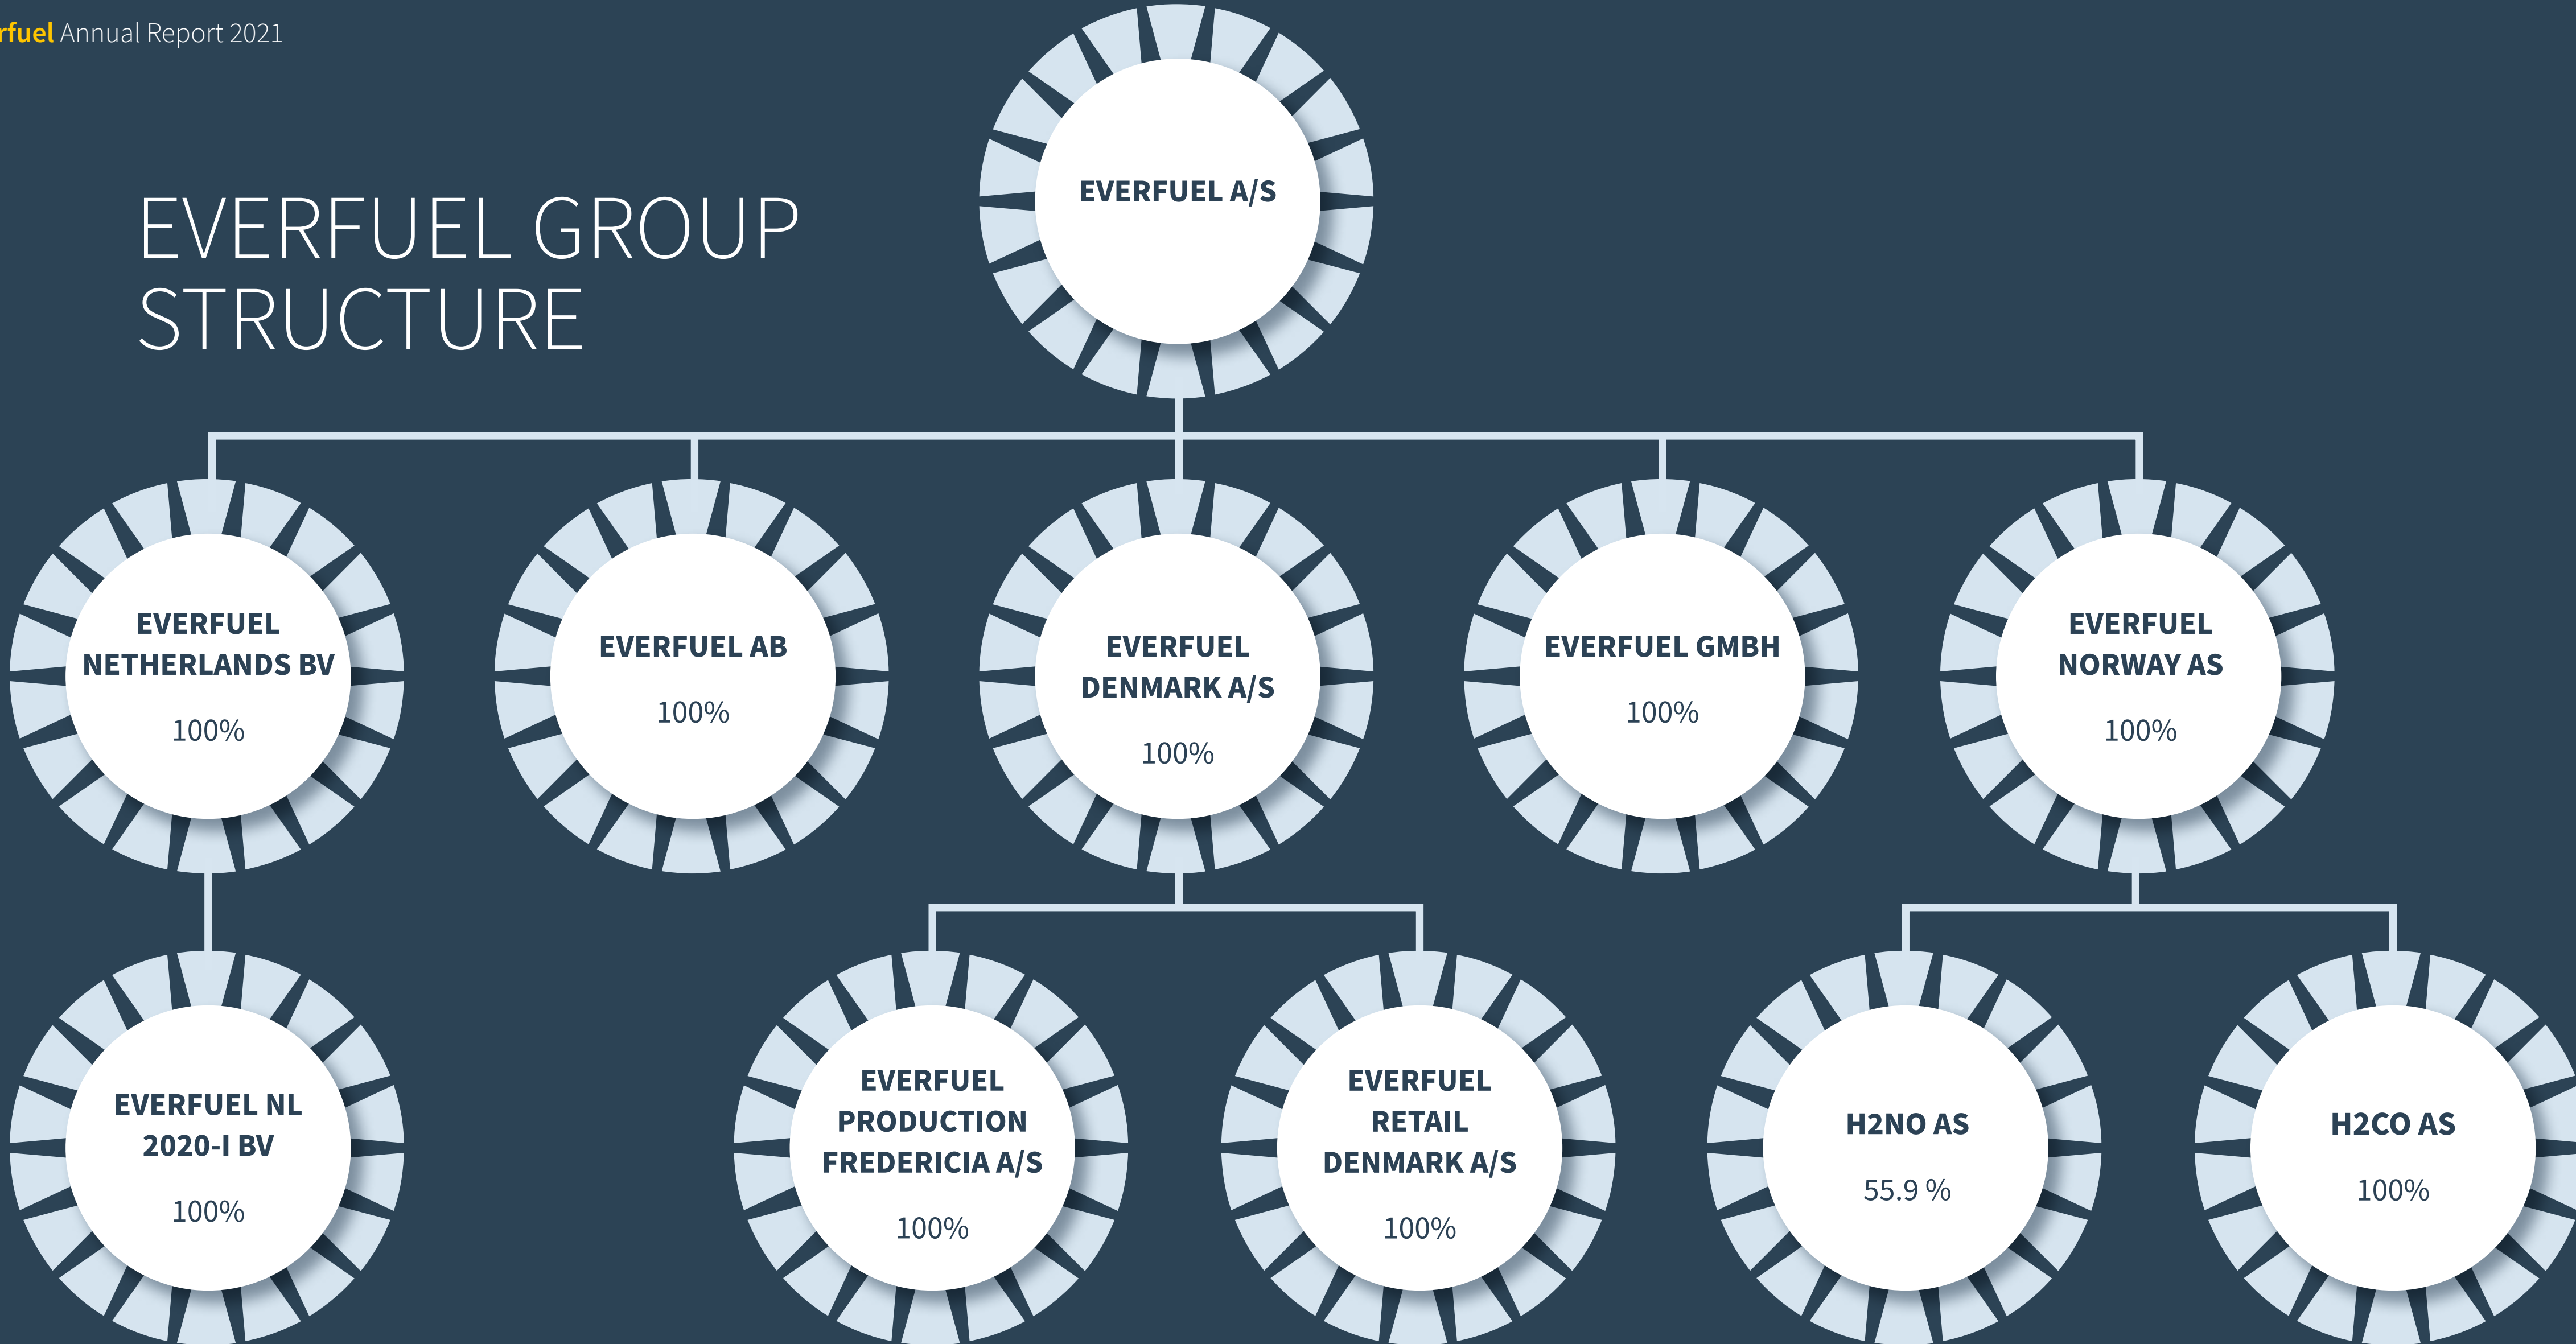 rfuel Annual Report 2021
EVERFUEL GROUP
STRUCTURE
EVERFUEL A/S
EVERFUEL
NETHERLANDS BV
100%
EVERFUEL AB
100%
EVERFUEL
DENMARK A/S
100%
EVERFUEL GMBH
100%
EVERFUEL
NORWAY AS
100%
EVERFUEL NL
2020-I BV
100%
EVERFUEL
PRODUCTION
FREDERICIA A/S
100%
EVERFUEL
RETAIL
DENMARK A/S
100%
H2NO AS
55.9 %
H2CO AS
100%